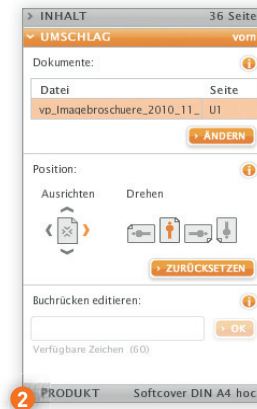 > INHALT 36 Seite
UMSCHLAG vorn
Dokumente: i
Datei Seite
vp_Imagebroschuere_2010_11_ U1
› ÄNDERN
Position: i
Ausrichten Drehen
› ZURÜCKSETZEN
Buchrücken editieren: i
› OK
Verfügbare Zeichen (60)
2 PRODUKT Softcover DIN A4 hoc